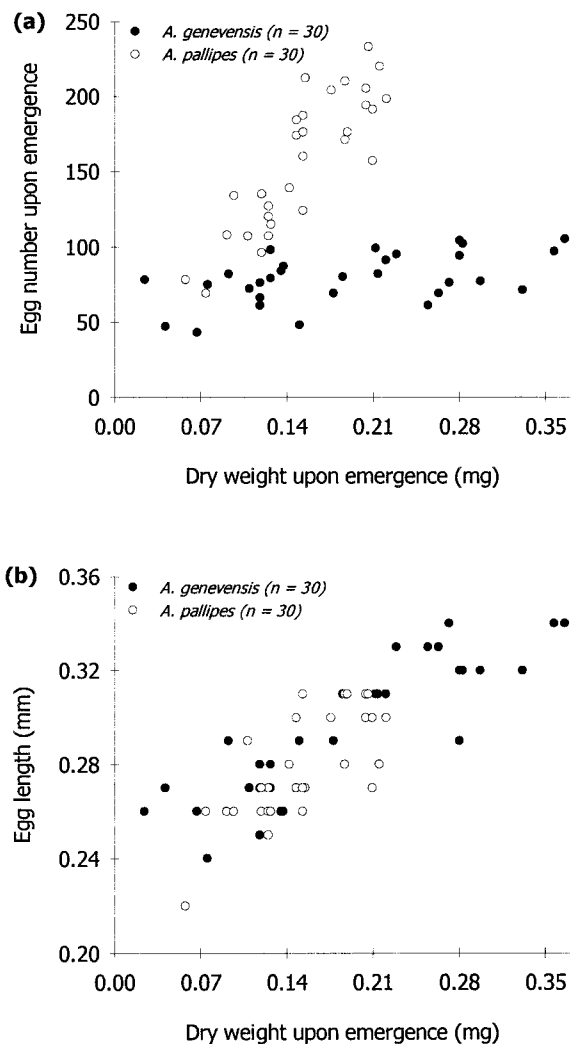 (a)
A. genevensis (n = 30)
A. pallipes (n = 30)
Egg number upon emergence
250
200
150
100
50
0
0.00 0.07 0.14 0.21 0.28 0.35
Dry weight upon emergence (mg)
(b)
A. genevensis (n = 30)
A. pallipes (n = 30)
Egg length (mm)
0.36
0.32
0.28
0.24
0.20
0.00 0.07 0.14 0.21 0.28 0.35
Dry weight upon emergence (mg)